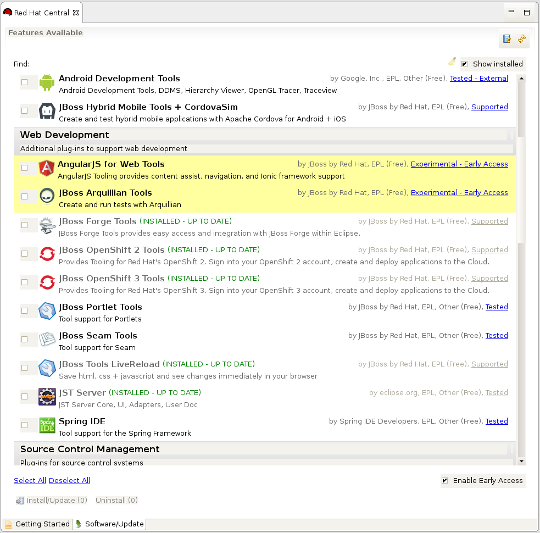 Red Hat Central
Features Available
Find:
Show installed
Android Development Tools by Google, Inc., EPL, Other (Free), Tested - External
Android Development Tools, DDMS, Hierarchy Viewer, OpenGL Tracer, Traceview
JBoss Hybrid Mobile Tools + CordovaSim by JBoss by Red Hat, EPL (Free), Supported
Create and test hybrid mobile applications with Apache Cordova for Android + iOS
Web Development
Additional plug-ins to support web development
AngularJS for Web Tools by JBoss by Red Hat, EPL (Free), Experimental - Early Access
AngularJS Tooling provides content assist, navigation, and Ionic framework support
JBoss Arquillian Tools by JBoss by Red Hat, EPL (Free), Experimental - Early Access
Create and run tests with Arquillian
JBoss Forge Tools (INSTALLED - UP TO DATE) by JBoss by Red Hat, EPL (Free), Supported
JBoss Forge Tools provides easy access and integration with JBoss Forge within Eclipse.
JBoss OpenShift 2 Tools (INSTALLED - UP TO DATE) by JBoss by Red Hat, EPL (Free), Supported
Provides Tooling for Red Hat's OpenShift 2. Sign into your OpenShift 2 account, create and deploy applications to the Cloud.
JBoss OpenShift 3 Tools (INSTALLED - UP TO DATE) by JBoss by Red Hat, EPL (Free), Supported
Provides Tooling for Red Hat's OpenShift 3. Sign into your OpenShift 3 account, create and deploy applications to the Cloud.
JBoss Portlet Tools by JBoss by Red Hat, EPL, Other (Free), Tested
Tool support for Portlets
JBoss Seam Tools by JBoss by Red Hat, EPL, Other (Free), Tested
Tool support for Seam
JBoss Tools LiveReload (INSTALLED - UP TO DATE) by JBoss by Red Hat, EPL (Free), Supported
Save html, css + javascript and see changes immediately in your browser
JST Server (INSTALLED - UP TO DATE) by eclipse.org, EPL, Other (Free), Tested
JST Server Core, UI, Adapters, User Doc
Spring IDE by Spring IDE Developers, EPL, Other (Free), Tested
Tool support for the Spring Framework
Source Control Management
Plug-ins for source control systems
Select All Deselect All
Enable Early Access
Install/Update (0) Uninstall (0)
Getting Started Software/Update